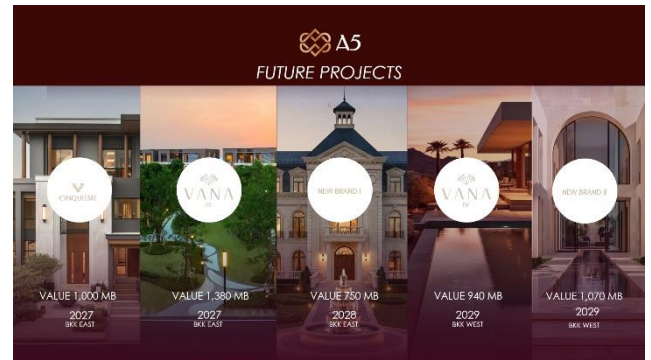 A5
FUTURE PROJECTS
VANA
NEW BRAND I
VANA
IV
NEW BRAND II
VALUE 1,000 MB
2027
BKK EAST
VALUE 1,380 MB
2027
BKK EAST
VALUE 750 MB
2028
BKK EAST
VALUE 940 MB
2029
BKK WEST
VALUE 1,070 MB
2029
BKK WEST